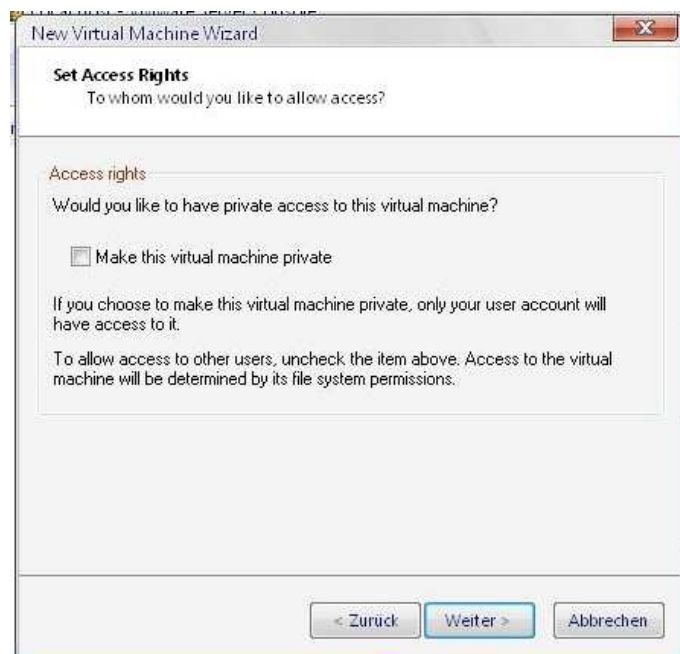 New Virtual Machine Wizard
Set Access Rights
To whom would you like to allow access?
Access rights
Would you like to have private access to this virtual machine?
Make this virtual machine private
If you choose to make this virtual machine private, only your user account will
have access to it.
To allow access to other users, uncheck the item above. Access to the virtual
machine will be determined by its file system permissions.
< Zurück
Weiter >
Abbrechen